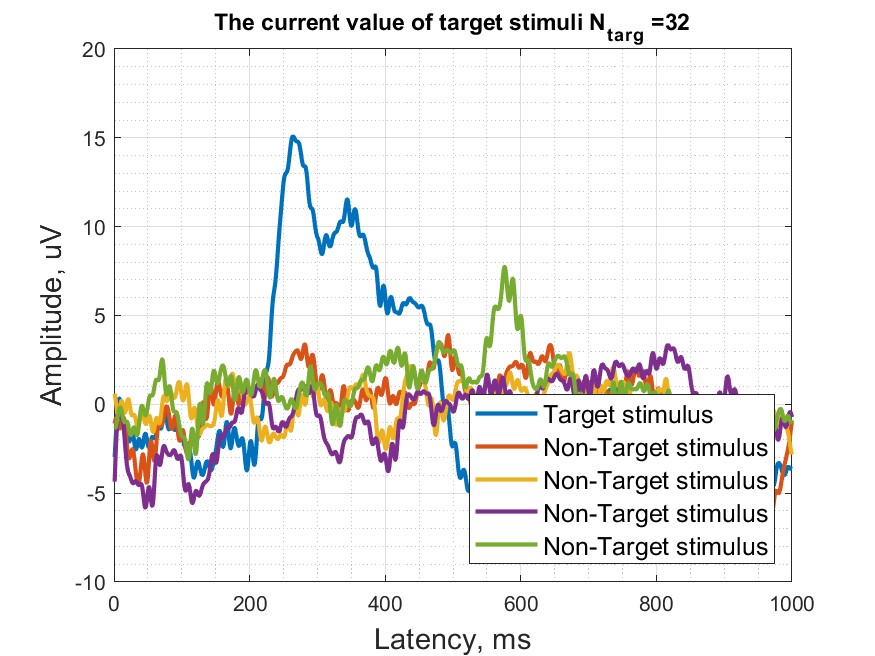 The current value of target stimuli N_targ =32
20
15
10
5
0
-5
-10
Amplitude, uV
Target stimulus
Non-Target stimulus
Non-Target stimulus
Non-Target stimulus
Non-Target stimulus
0 200 400 600 800 1000
Latency, ms